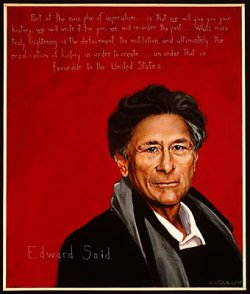 Part of the main plan of imperialism... is that we will give you your
history, we will write it for you, we will re-order the past... What's more
truly frightening is the defacement, the mutilation, and ultimately the
eradication of history in order to create... an order that is
favorable to the United States.
Edward Said